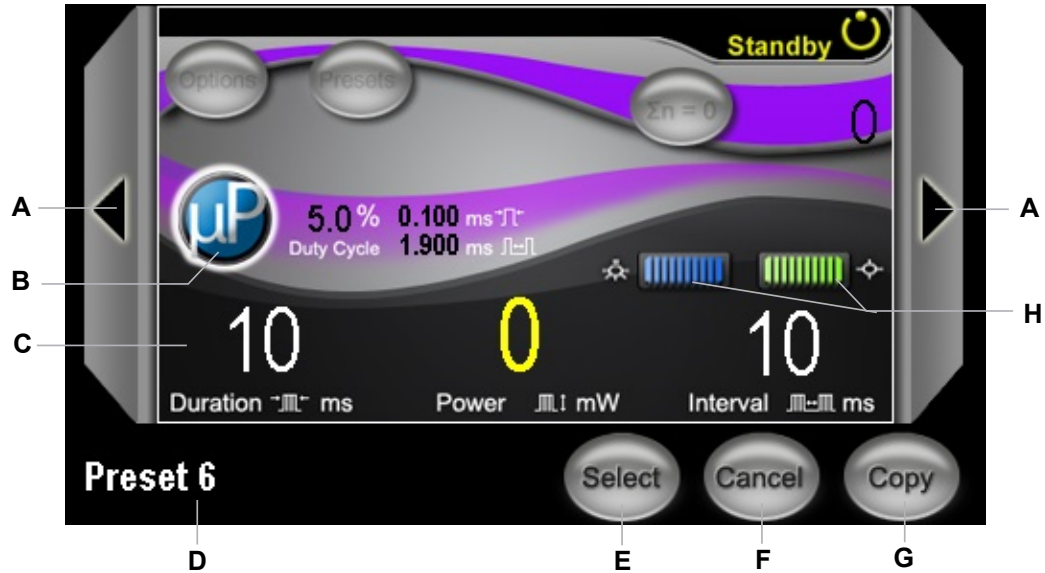 Standby
Options Presets Σn = 0 0
A A
µP 5.0 % 0.100 ms
Duty Cycle 1.900 ms
B
H
C 10 0 10
Duration ms Power mW Interval ms
Preset 6 Select Cancel Copy
D E F G